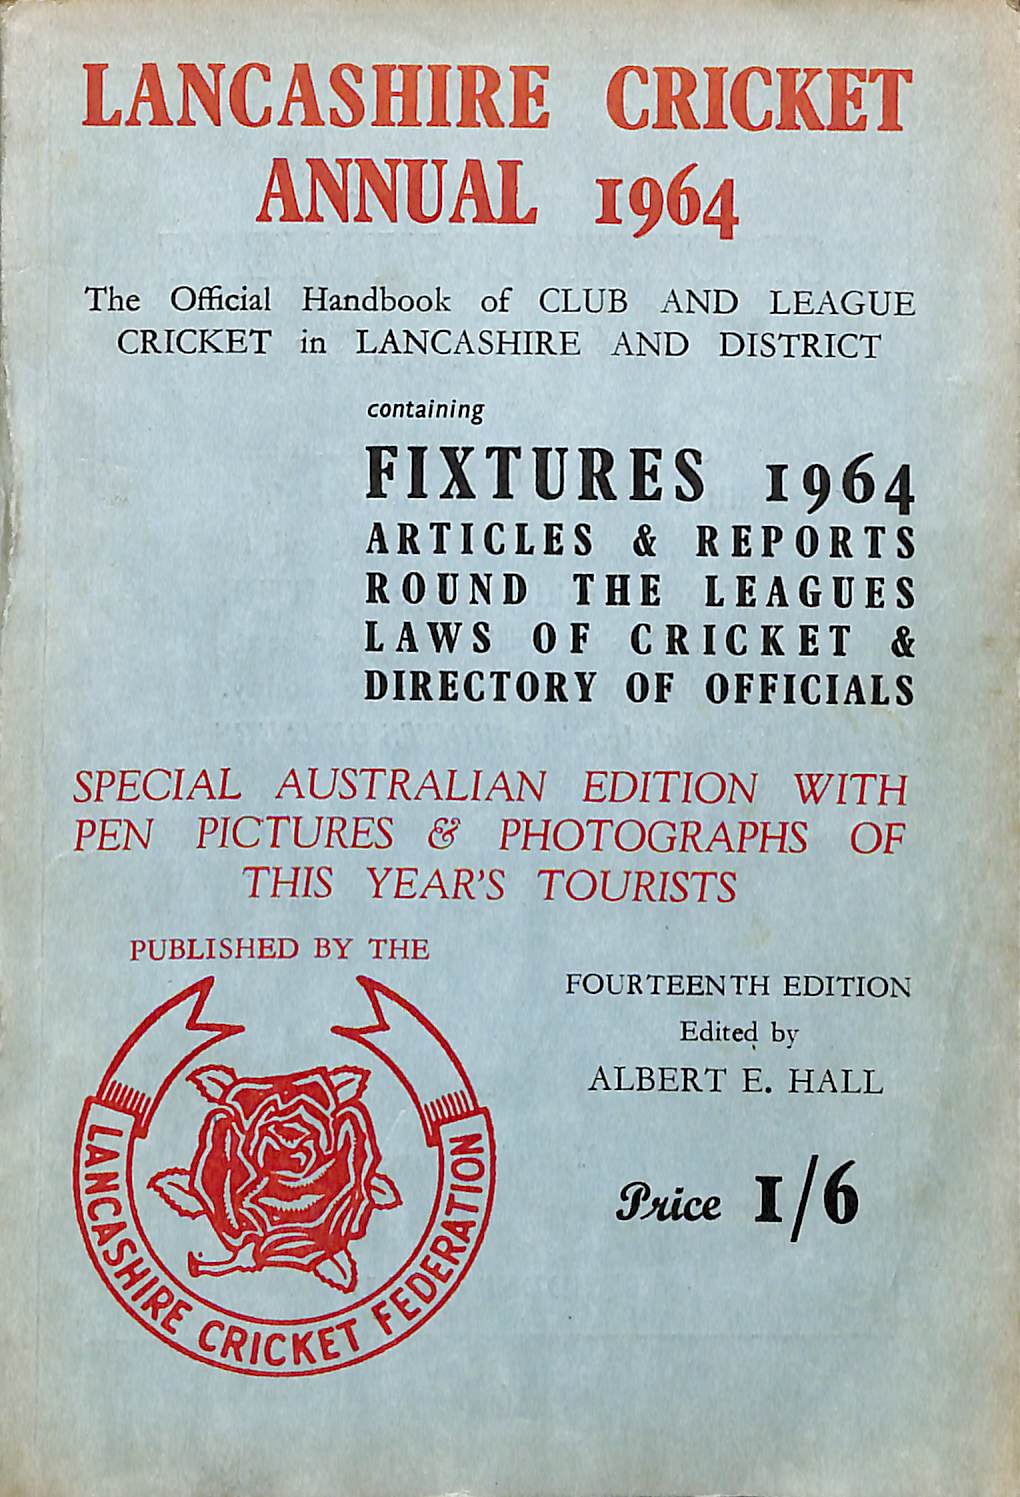 LANCASHIRE CRICKET
ANNUAL 1964
The Official Handbook of CLUB AND LEAGUE
CRICKET in LANCASHIRE AND DISTRICT
containing
FIXTURES 1964
ARTICLES & REPORTS
ROUND THE LEAGUES
LAWS OF CRICKET &
DIRECTORY OF OFFICIALS
SPECIAL AUSTRALIAN EDITION WITH
PEN PICTURES & PHOTOGRAPHS OF
THIS YEAR'S TOURISTS
PUBLISHED BY THE
LANCASHIRE CRICKET FEDERATION
FOURTEENTH EDITION
Edited by
ALBERT E. HALL
Price 1/6